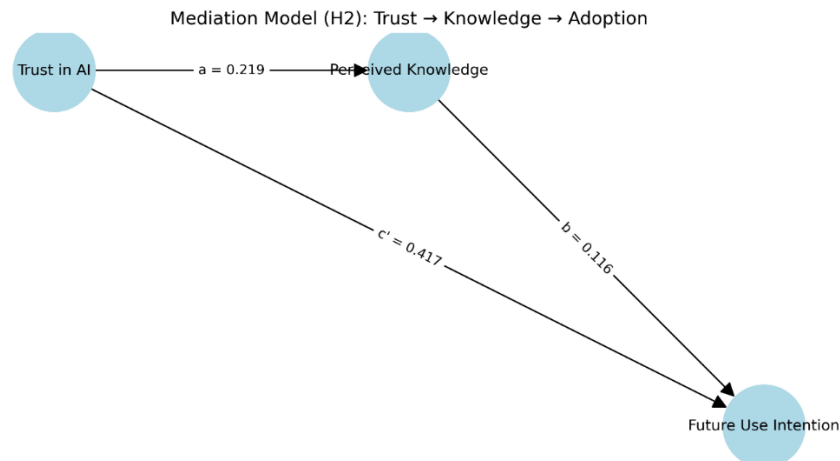 Mediation Model (H2): Trust → Knowledge → Adoption
Trust in AI
a = 0.219
Perceived Knowledge
c' = 0.417
b = 0.116
Future Use Intention